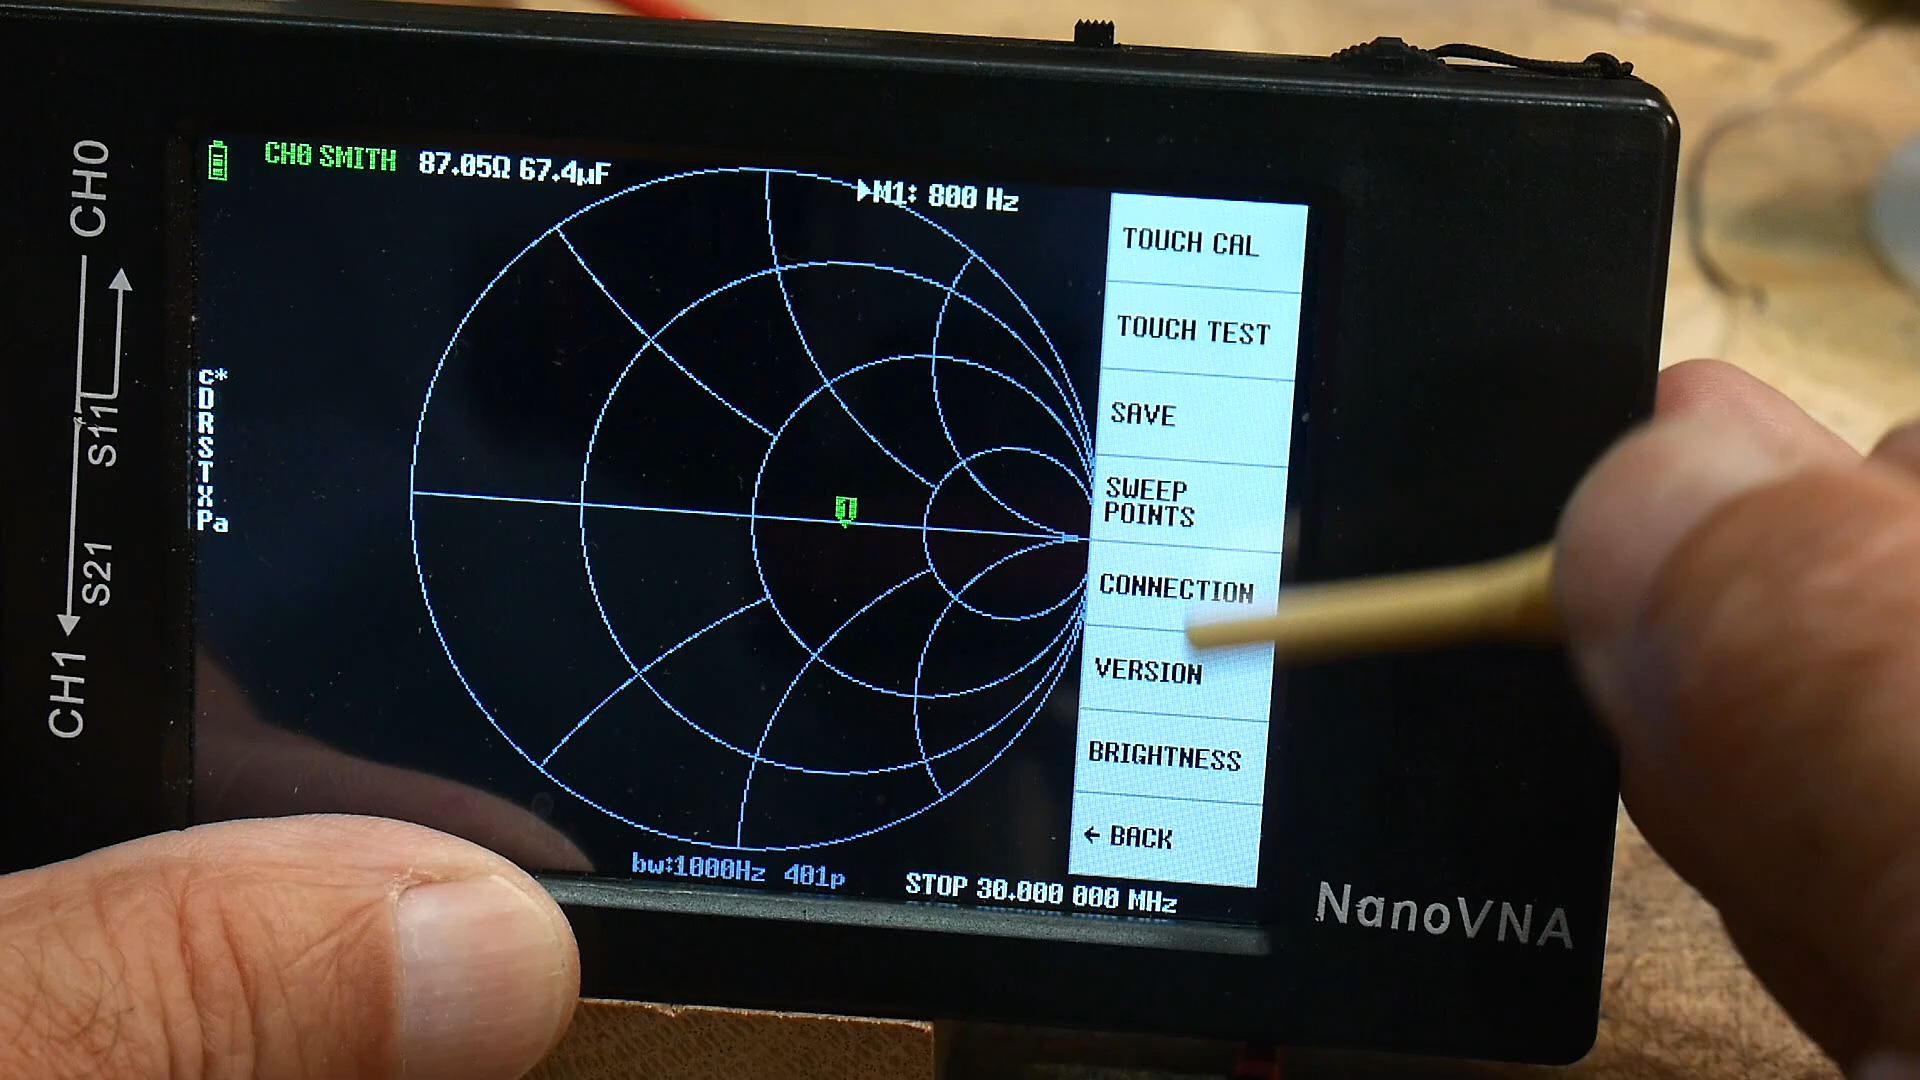 CH0 SMITH 87.05Ω 67.4µF
▶M1: 800 Hz
c*
D
R
S
T
X
Pa
1
bw:1000Hz 401p
STOP 30.000 000 MHz
TOUCH CAL
TOUCH TEST
SAVE
SWEEP
POINTS
CONNECTION
VERSION
BRIGHTNESS
← BACK
CH0
S11
S21
CH1
NanoVNA